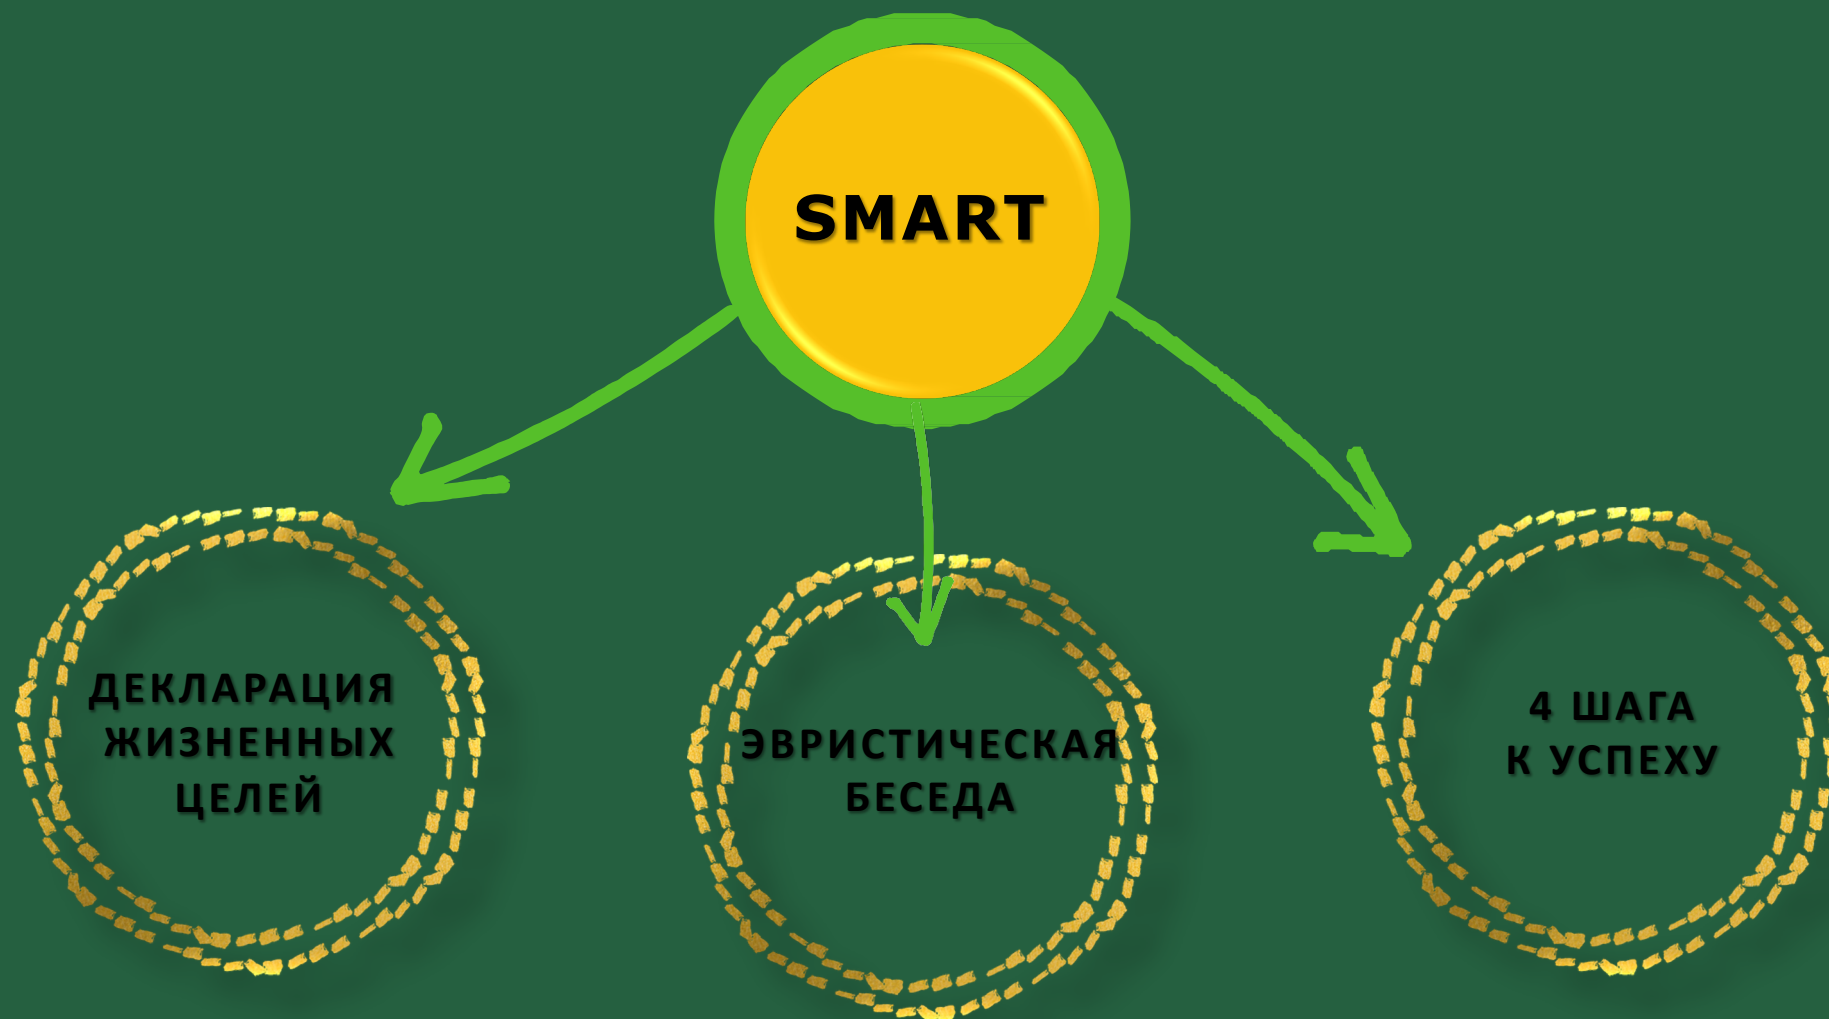 SMART
ДЕКЛАРАЦИЯ
ЖИЗНЕННЫХ
ЦЕЛЕЙ
ЭВРИСТИЧЕСКАЯ
БЕСЕДА
4 ШАГА
К УСПЕХУ